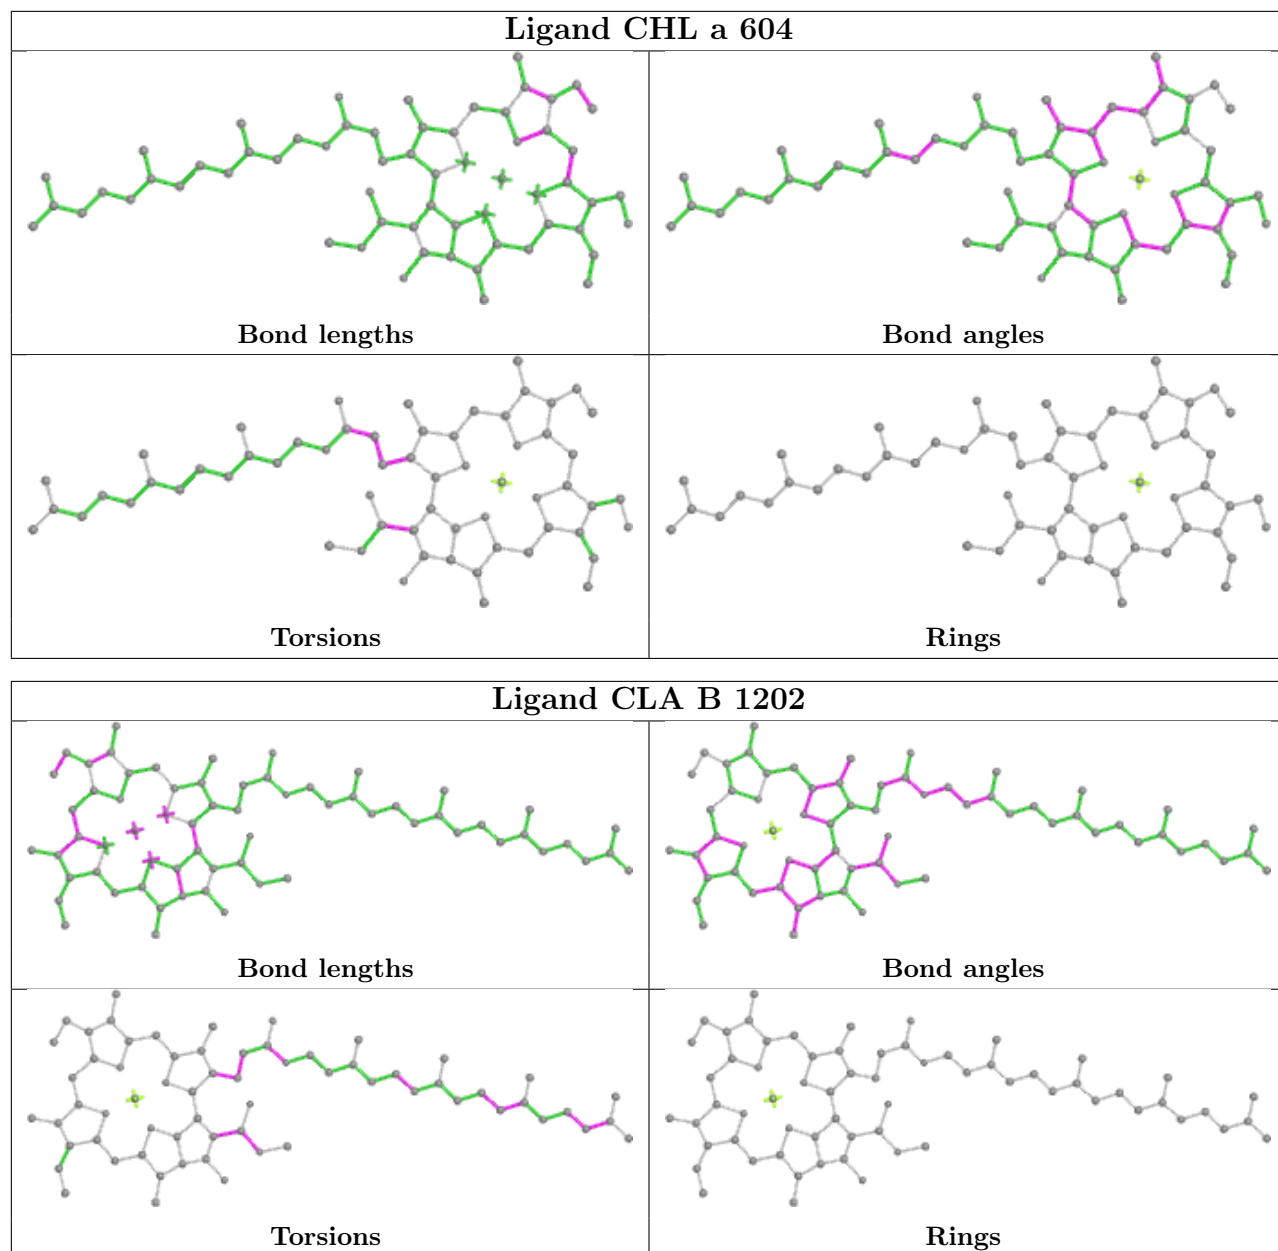 Ligand CHL a 604
Bond lengths
Bond angles
Torsions
Rings
Ligand CLA B 1202
Bond lengths
Bond angles
Torsions
Rings